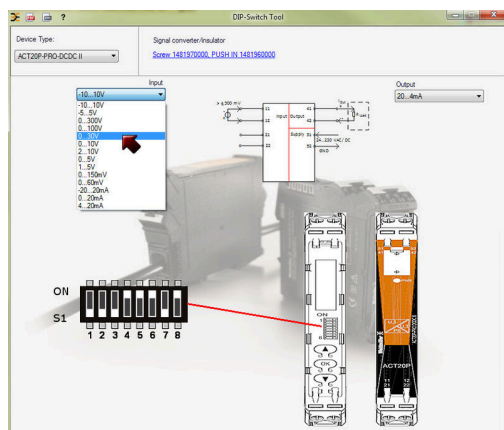 DIP-Switch Tool
?
Device Type:
Signal converter/insulator
ACT20P-PRO-DCDC II
Screw 1481970000, PUSH IN 1481960000
Input
Output
-10...10V
20...4mA
-10...10V
-5...5V
0...300V
0...100V
0...30V
0...10V
2...10V
0...5V
1...5V
0...150mV
0...60mV
-20...20mA
0...20mA
4...20mA
Input Output
Supply
ON
S1
1 2 3 4 5 6 7 8
ON
OK
ACT20P